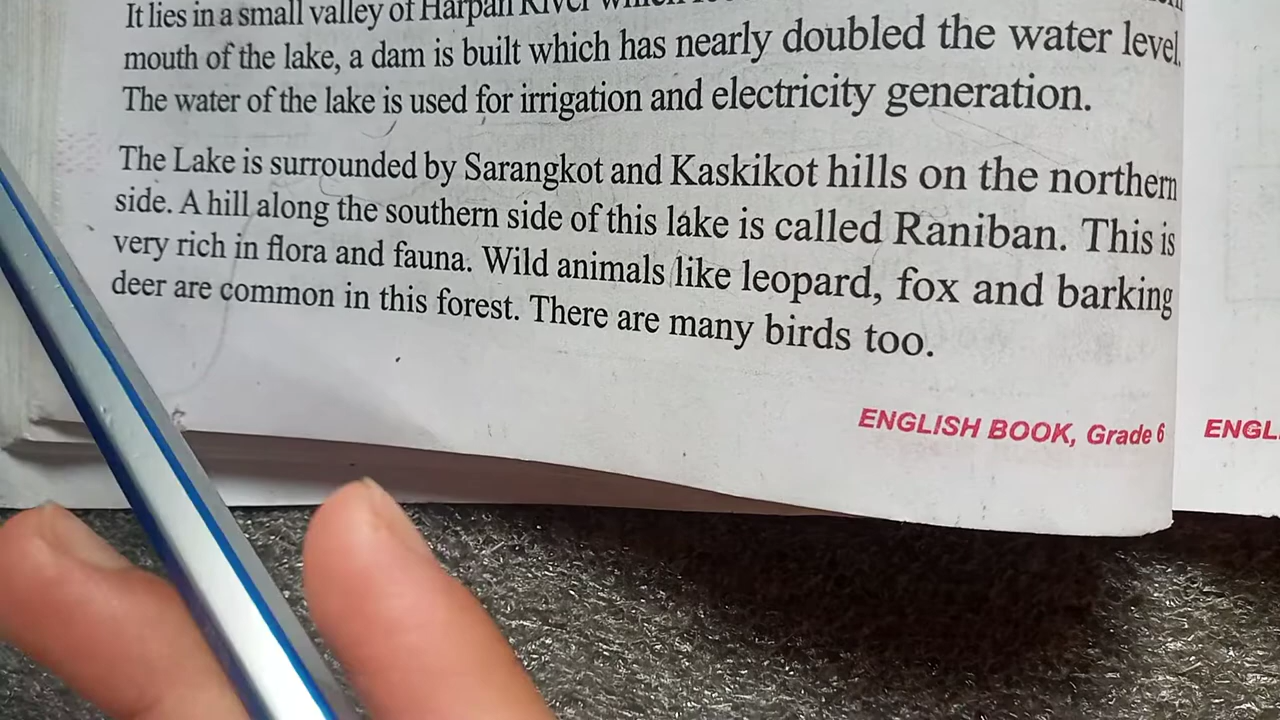 It lies in a small valley of Harpan River
mouth of the lake, a dam is built which has nearly doubled the water level.
The water of the lake is used for irrigation and electricity generation.
The Lake is surrounded by Sarangkot and Kaskikot hills on the northern
side. A hill along the southern side of this lake is called Raniban. This is
very rich in flora and fauna. Wild animals like leopard, fox and barking
deer are common in this forest. There are many birds too.
ENGLISH BOOK, Grade 6
ENGL